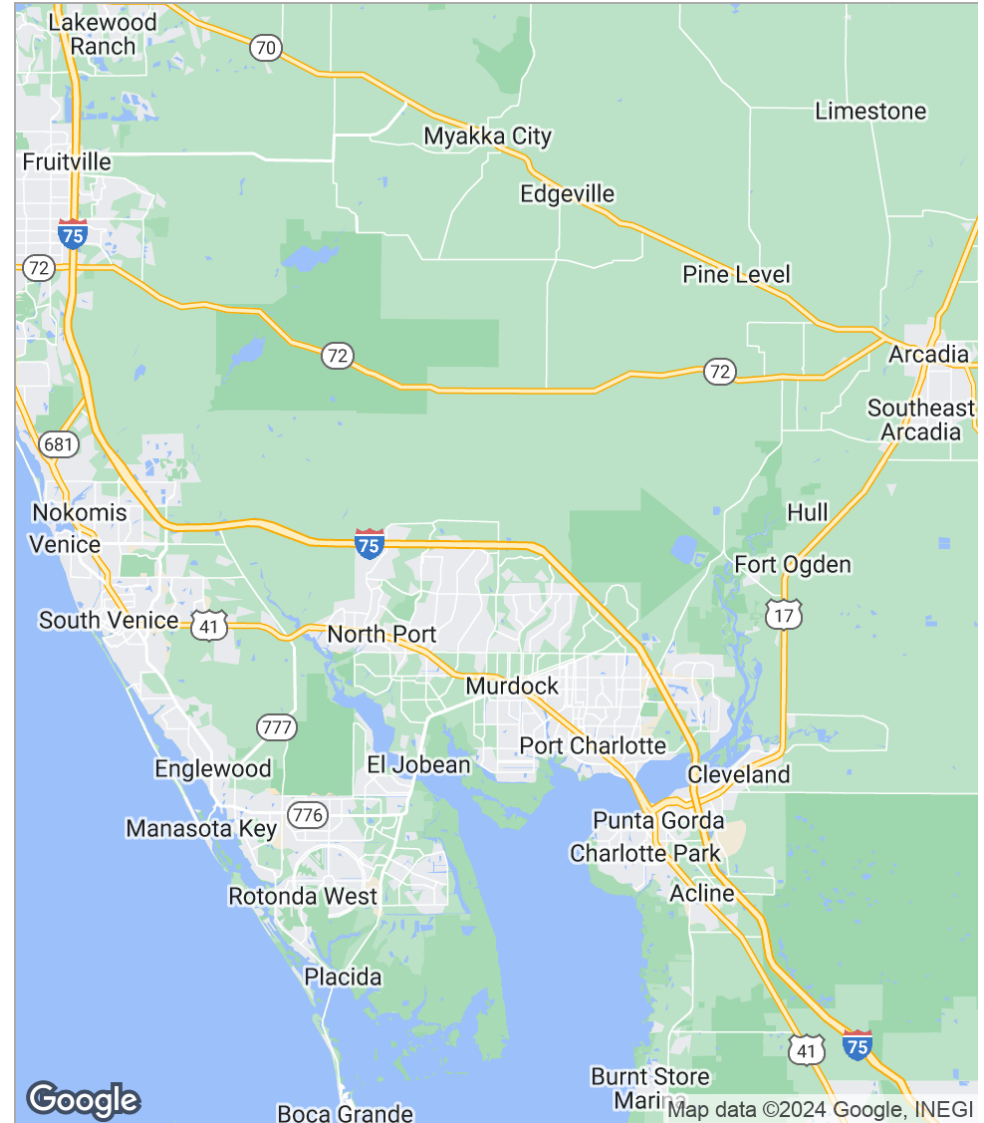 Lakewood
Ranch
70
Limestone
Myakka City
Fruitville
Edgeville
75
72
Pine Level
72
72
Arcadia
Southeast
Arcadia
681
Nokomis
Hull
Venice
75
Fort Ogden
17
South Venice
41
North Port
Murdock
777
Port Charlotte
Englewood
El Jobean
Cleveland
776
Manasota Key
Punta Gorda
Charlotte Park
Rotonda West
Acline
Placida
41
75
Burnt Store
Marina
Google
Boca Grande
Map data ©2024 Google, INEGI